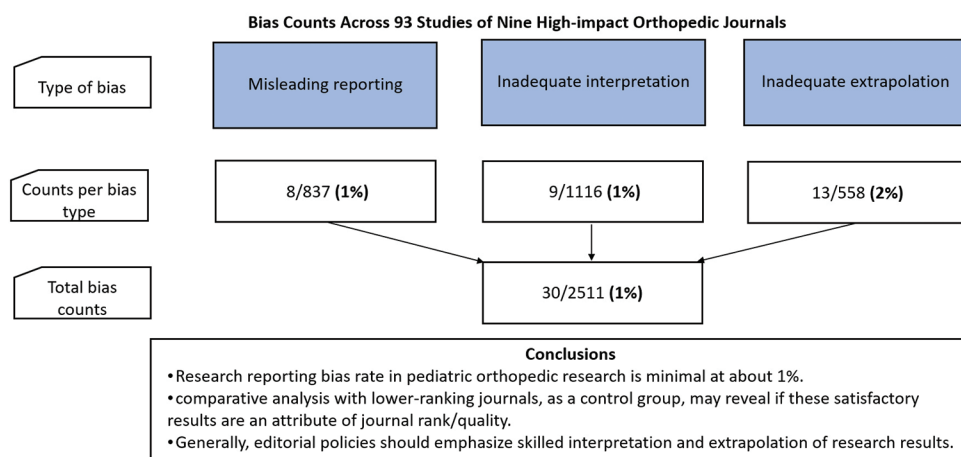 Bias Counts Across 93 Studies of Nine High-impact Orthopedic Journals
Type of bias
Misleading reporting
Inadequate interpretation
Inadequate extrapolation
Counts per bias
type
8/837 (1%)
9/1116 (1%)
13/558 (2%)
Total bias
counts
30/2511 (1%)
Conclusions
•Research reporting bias rate in pediatric orthopedic research is minimal at about 1%.
•comparative analysis with lower-ranking journals, as a control group, may reveal if these satisfactory
results are an attribute of journal rank/quality.
•Generally, editorial policies should emphasize skilled interpretation and extrapolation of research results.